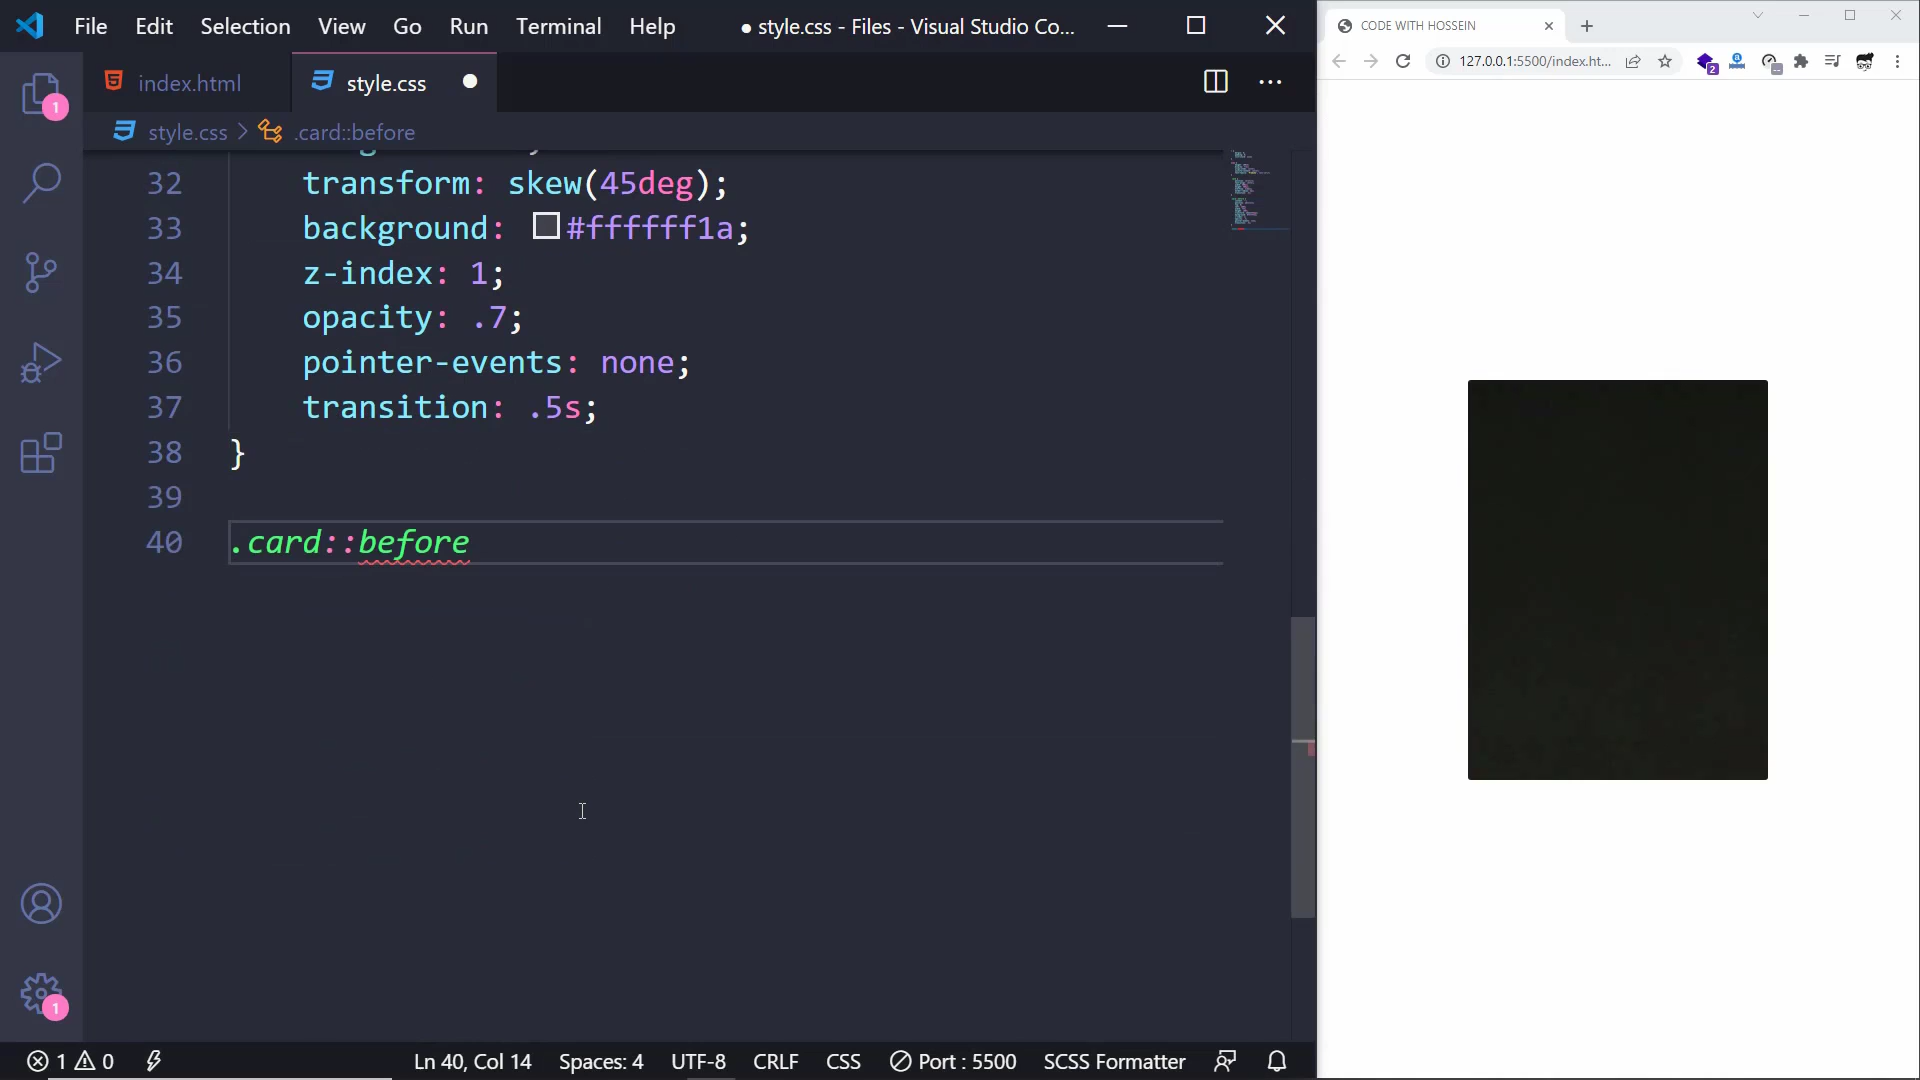 File Edit Selection View Go Run Terminal Help
● style.css - Files - Visual Studio Co...
CODE WITH HOSSEIN
127.0.0.1:5500/index.ht...
2
index.html
style.css
1
style.css > .card::before
32 transform: skew(45deg);
33 background: #ffffff1a;
34 z-index: 1;
35 opacity: .7;
36 pointer-events: none;
37 transition: .5s;
38 }
39
40 .card::before
1
1 0
Ln 40, Col 14 Spaces: 4 UTF-8 CRLF CSS Port : 5500 SCSS Formatter